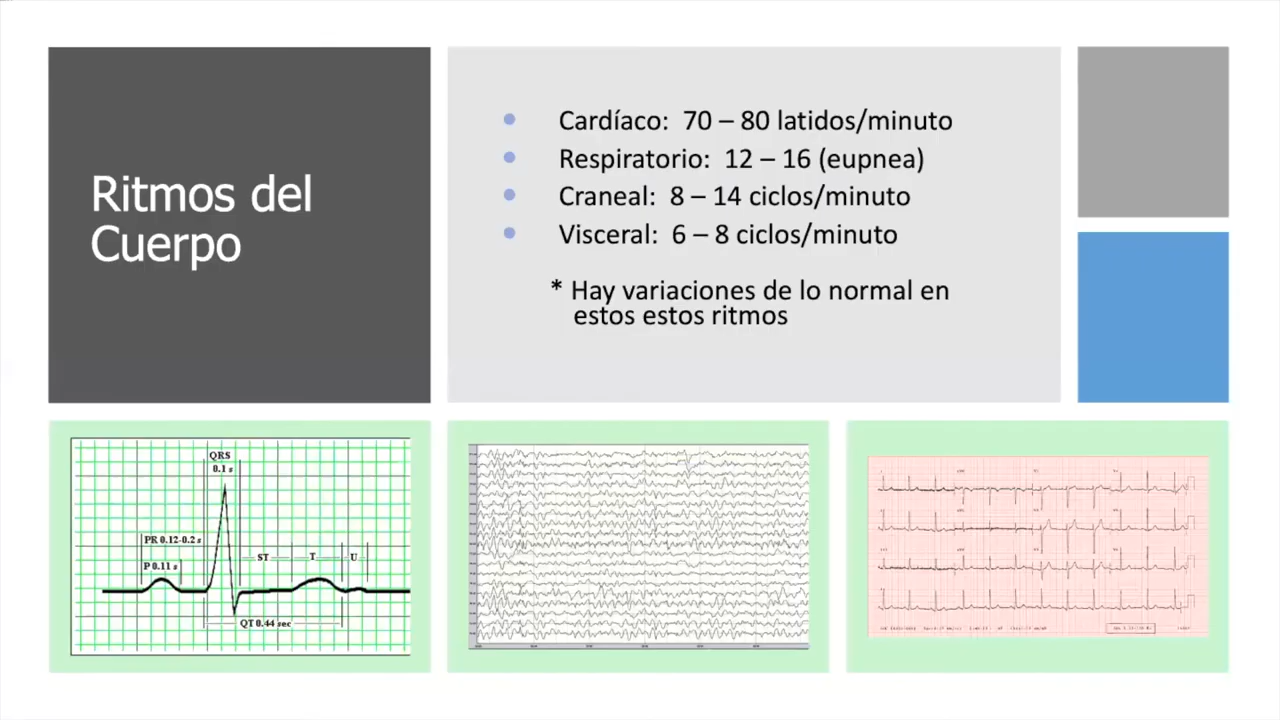 Ritmos del
Cuerpo
Cardíaco: 70 – 80 latidos/minuto
Respiratorio: 12 – 16 (eupnea)
Craneal: 8 – 14 ciclos/minuto
Visceral: 6 – 8 ciclos/minuto
* Hay variaciones de lo normal en
estos estos ritmos
QRS
0.1 s
PR 0.12-0.2 s
P 0.11 s
ST
T
U
QT 0.44 sec